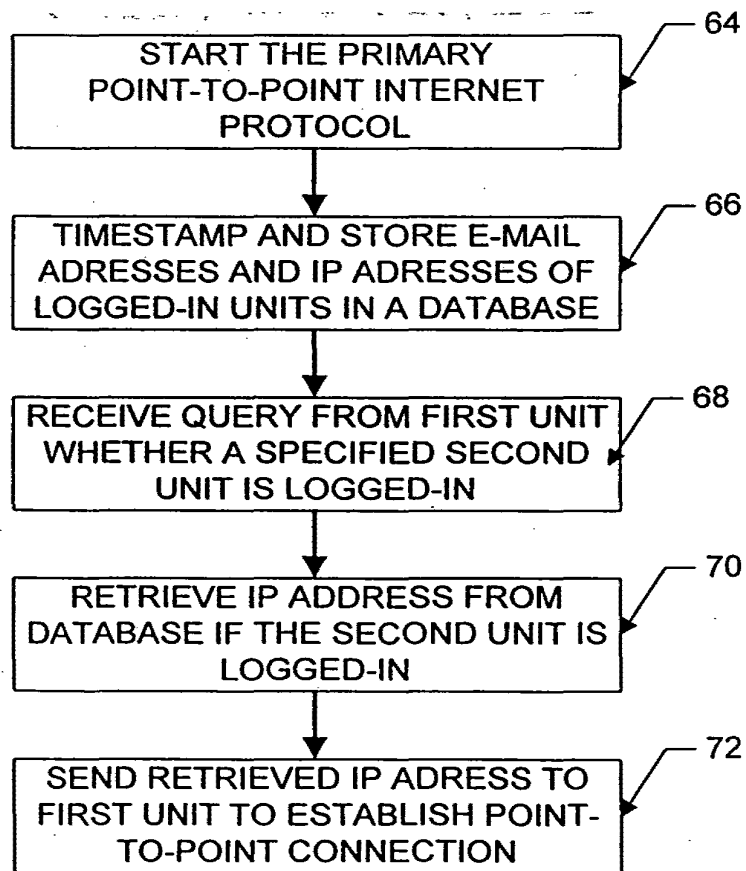 64
START THE PRIMARY
POINT-TO-POINT INTERNET
PROTOCOL
66
TIMESTAMP AND STORE E-MAIL
ADRESSES AND IP ADRESSES OF
LOGGED-IN UNITS IN A DATABASE
68
RECEIVE QUERY FROM FIRST UNIT
WHETHER A SPECIFIED SECOND
UNIT IS LOGGED-IN
70
RETRIEVE IP ADDRESS FROM
DATABASE IF THE SECOND UNIT IS
LOGGED-IN
72
SEND RETRIEVED IP ADRESS TO
FIRST UNIT TO ESTABLISH POINT-
TO-POINT CONNECTION